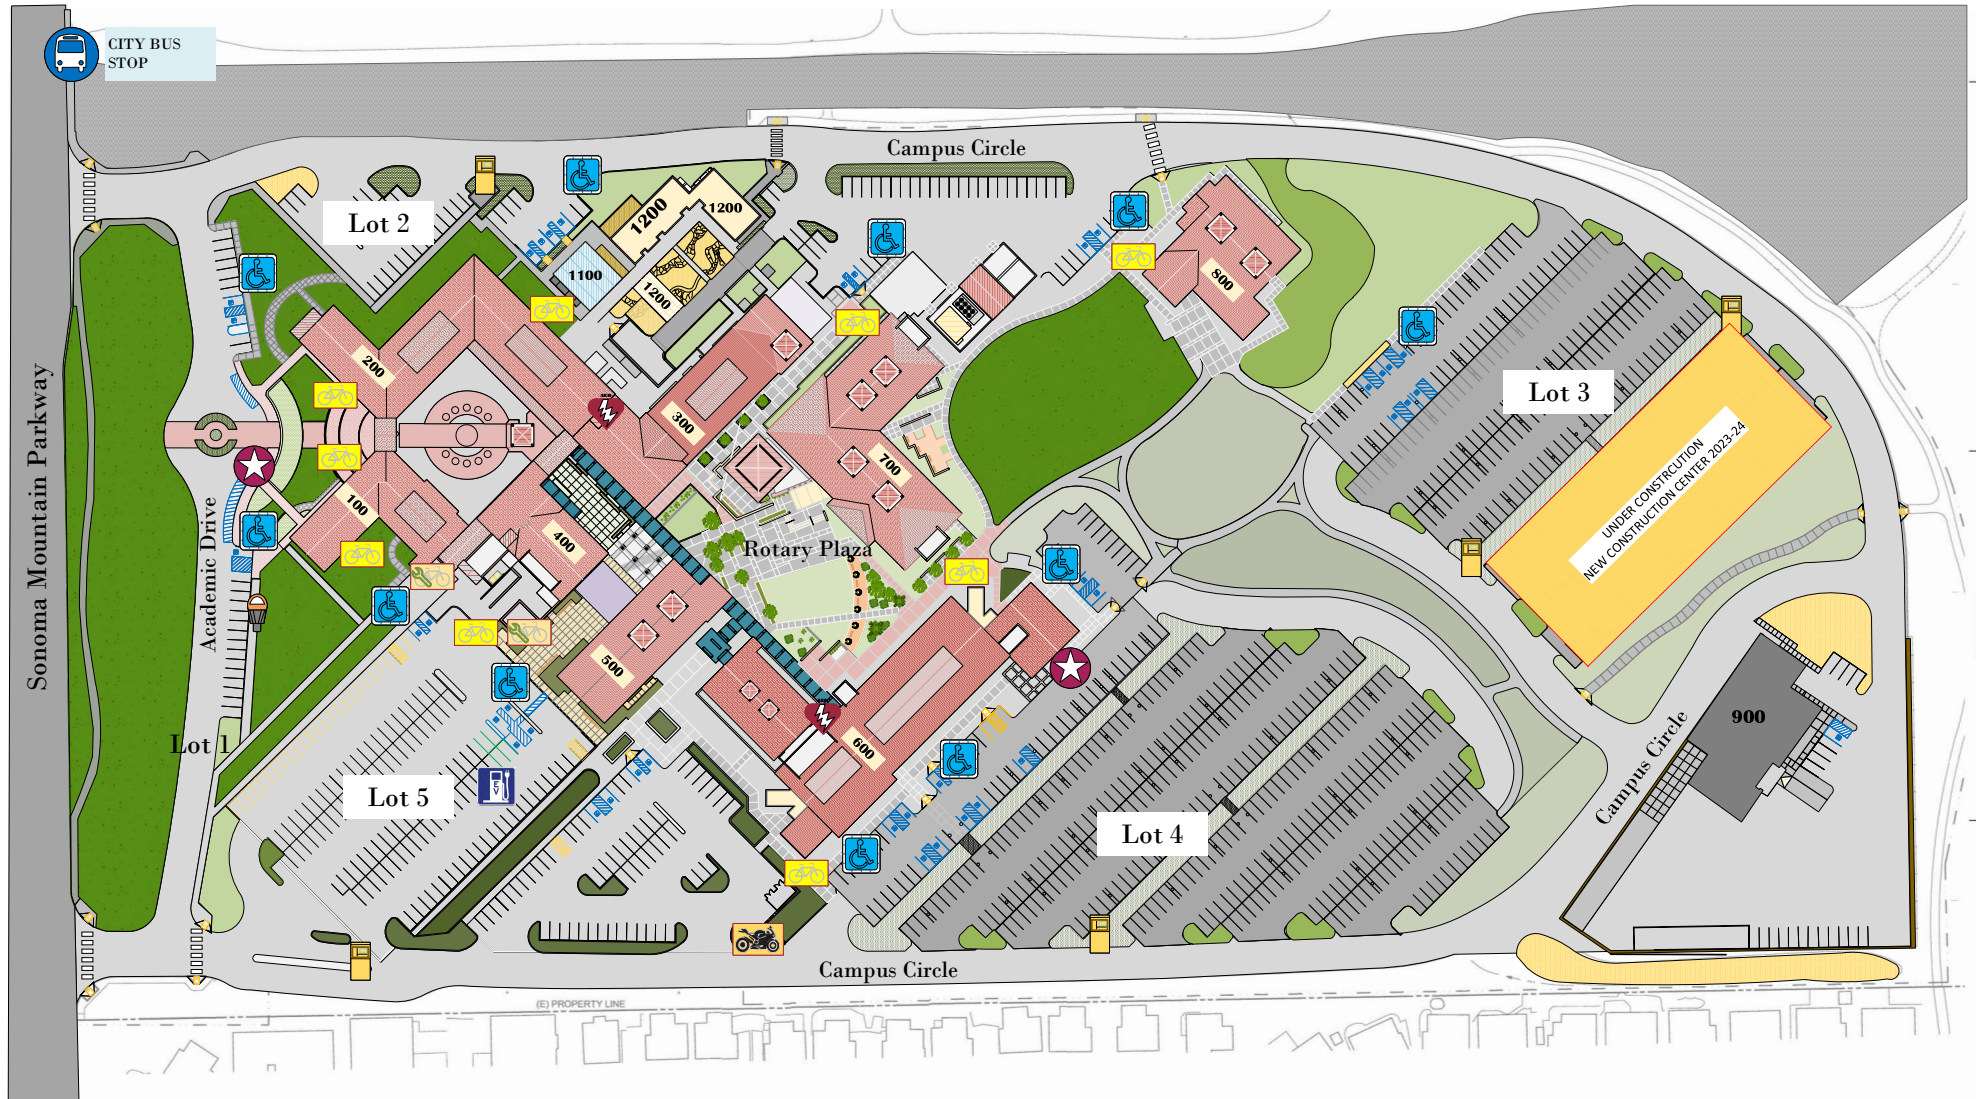 CITY BUS
STOP
Campus Circle
Lot 2
1200
1200
1100
1200
800
200
300
Lot 3
700
100
400
Rotary Plaza
UNDER CONSTRCUTION
NEW CONSTRUCTION CENTER 2023-24
Sonoma Mountain Parkway
Academic Drive
500
600
900
Lot 1
Lot 5
EV
Lot 4
Campus Circle
Campus Circle
(E) PROPERTY LINE